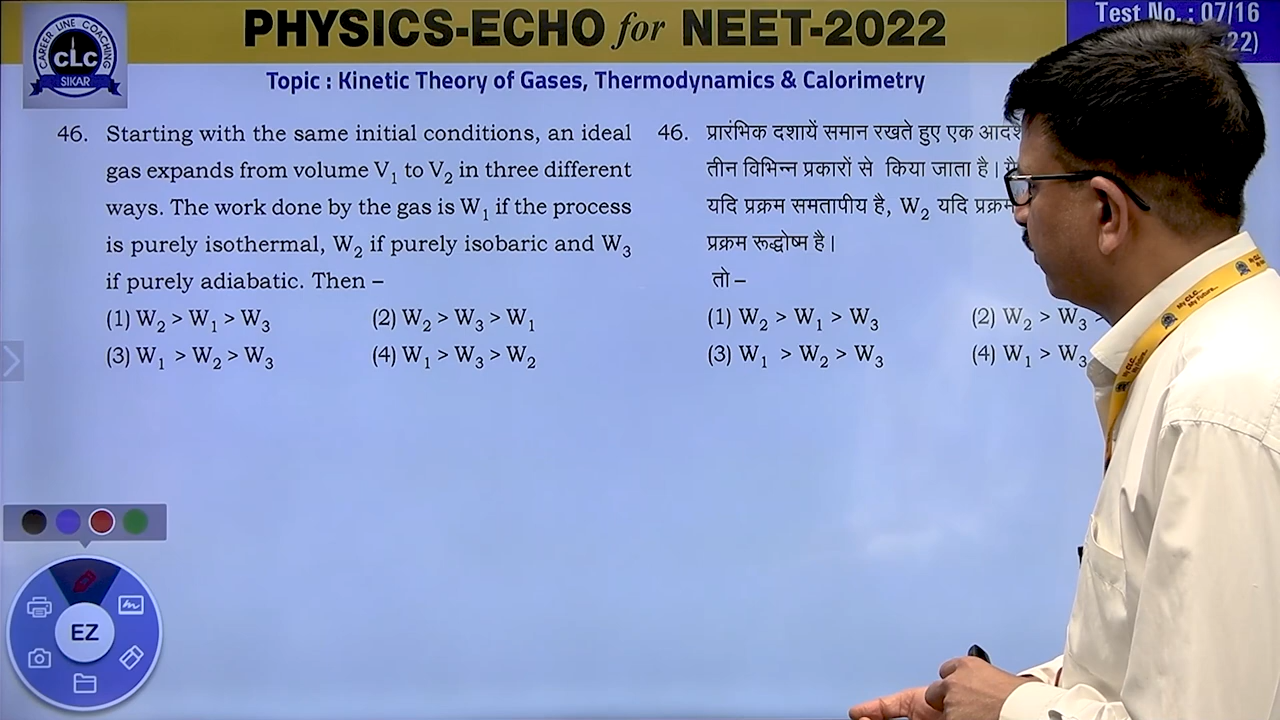 PHYSICS-ECHO for NEET-2022
Test No. : 07/16
22)
CAREER LINE COACHING
CLC
SIKAR
Topic : Kinetic Theory of Gases, Thermodynamics & Calorimetry
46. Starting with the same initial conditions, an ideal
gas expands from volume V₁ to V₂ in three different
ways. The work done by the gas is W₁ if the process
is purely isothermal, W₂ if purely isobaric and W₃
if purely adiabatic. Then –
(1) W₂ > W₁ > W₃ (2) W₂ > W₃ > W₁
(3) W₁ > W₂ > W₃ (4) W₁ > W₃ > W₂
46. प्रारंभिक दशायें समान रखते हुए एक
तीन विभिन्न प्रकारों से किया जाता है।
यदि प्रक्रम समतापीय है, W₂ यदि
प्रक्रम रूद्धोष्म है।
तो –
(1) W₂ > W₁ > W₃ (2) W₂ > W₃ >
(3) W₁ > W₂ > W₃ (4) W₁ > W₃
My CLC...
My Future...
EZ